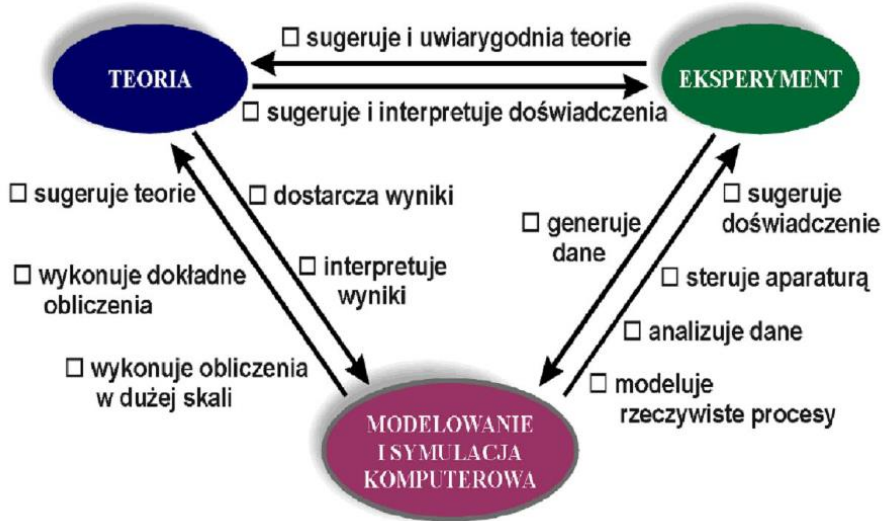 ☐ sugeruje i uwiarygodnia teorie
TEORIA
EKSPERYMENT
☐ sugeruje i interpretuje doświadczenia
☐ sugeruje teorie
☐ dostarcza wyniki
☐ generuje
dane
☐ sugeruje
doświadczenie
☐ wykonuje dokładne
obliczenia
☐ interpretuje
wyniki
☐ steruje aparaturą
☐ analizuje dane
☐ wykonuje obliczenia
w dużej skali
☐ modeluje
rzeczywiste procesy
MODELOWANIE
I SYMULACJA
KOMPUTEROWA